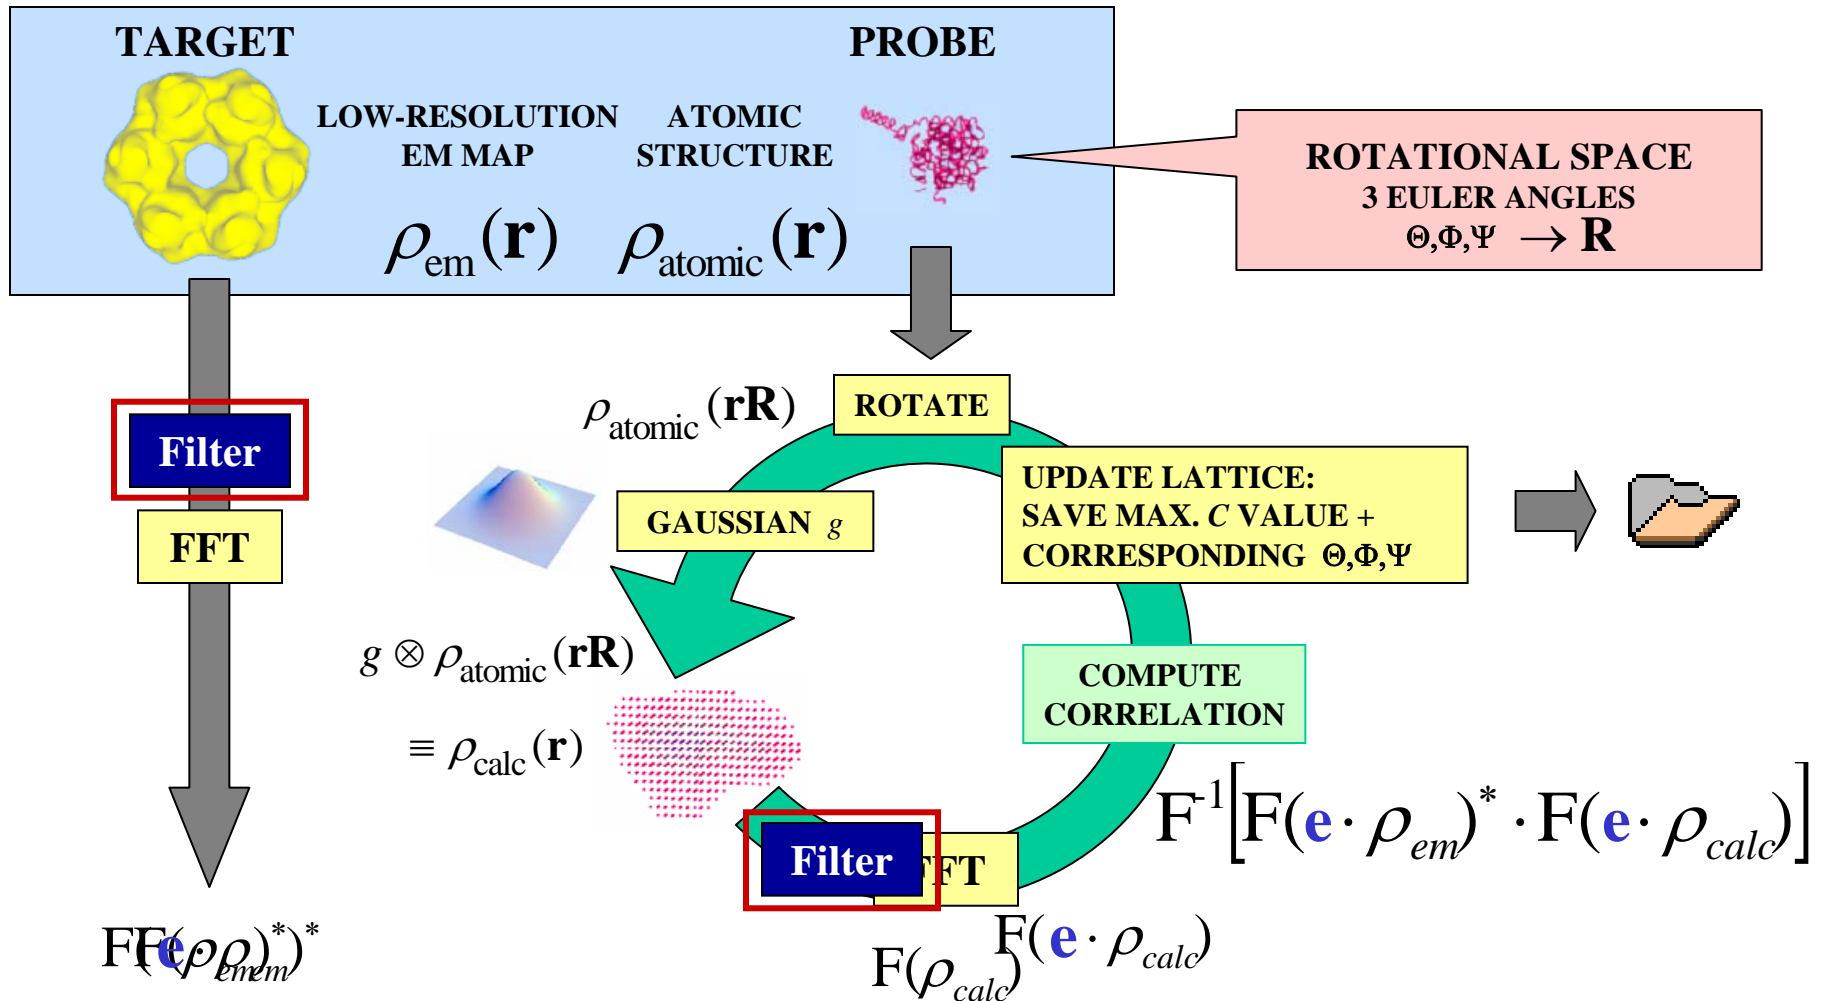 TARGET
PROBE
LOW-RESOLUTION
EM MAP
ATOMIC
STRUCTURE
ρem(r)
ρatomic(r)
ROTATIONAL SPACE
3 EULER ANGLES
Θ,Φ,Ψ → R
Filter
FFT
ρatomic(rR)
ROTATE
GAUSSIAN g
UPDATE LATTICE:
SAVE MAX. C VALUE +
CORRESPONDING Θ,Φ,Ψ
g ⊗ ρatomic(rR)
≡ ρcalc(r)
COMPUTE
CORRELATION
F⁻¹[F(e · ρem)* · F(e · ρcalc)]
Filter
FFT
F(e · ρcalc)
F(ρcalc)